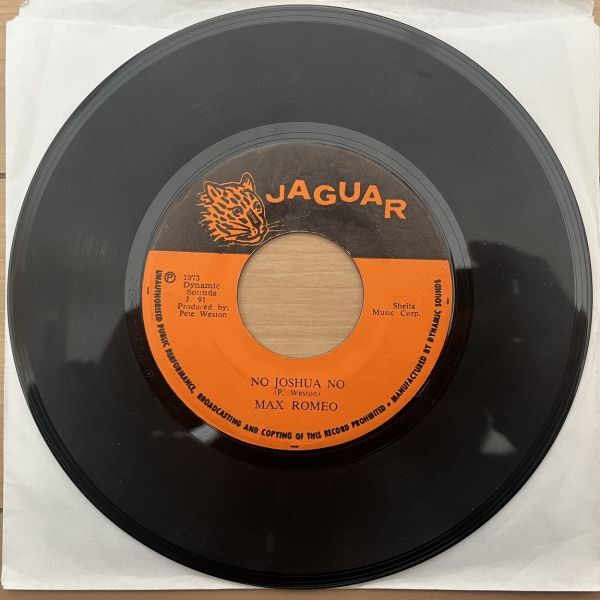 JAGUAR
Ⓟ 1973
Dynamic
Sounds
J. 91
Produced by:
Pete Weston
Sheila
Music Corp.
NO JOSHUA NO
(P. Weston)
MAX ROMEO
UNAUTHORISED PUBLIC PERFORMANCE, BROADCASTING AND COPYING OF THIS RECORD PROHIBITED • MANUFACTURED BY DYNAMIC SOUNDS